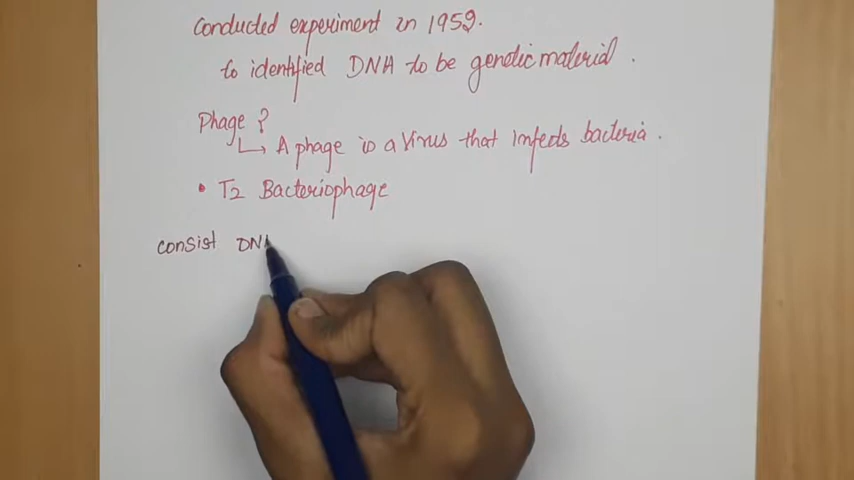 Conducted experiment in 1952.
to identified DNA to be genetic material.
Phage ?
A phage is a virus that infects bacteria.
• T2 Bacteriophage
consist DNA